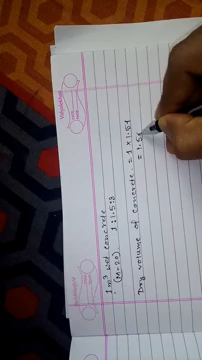 1m³ wet concrete
(M-20) 1:1.5:3
Dry volume of concrete = 1 × 1.54
= 1.54